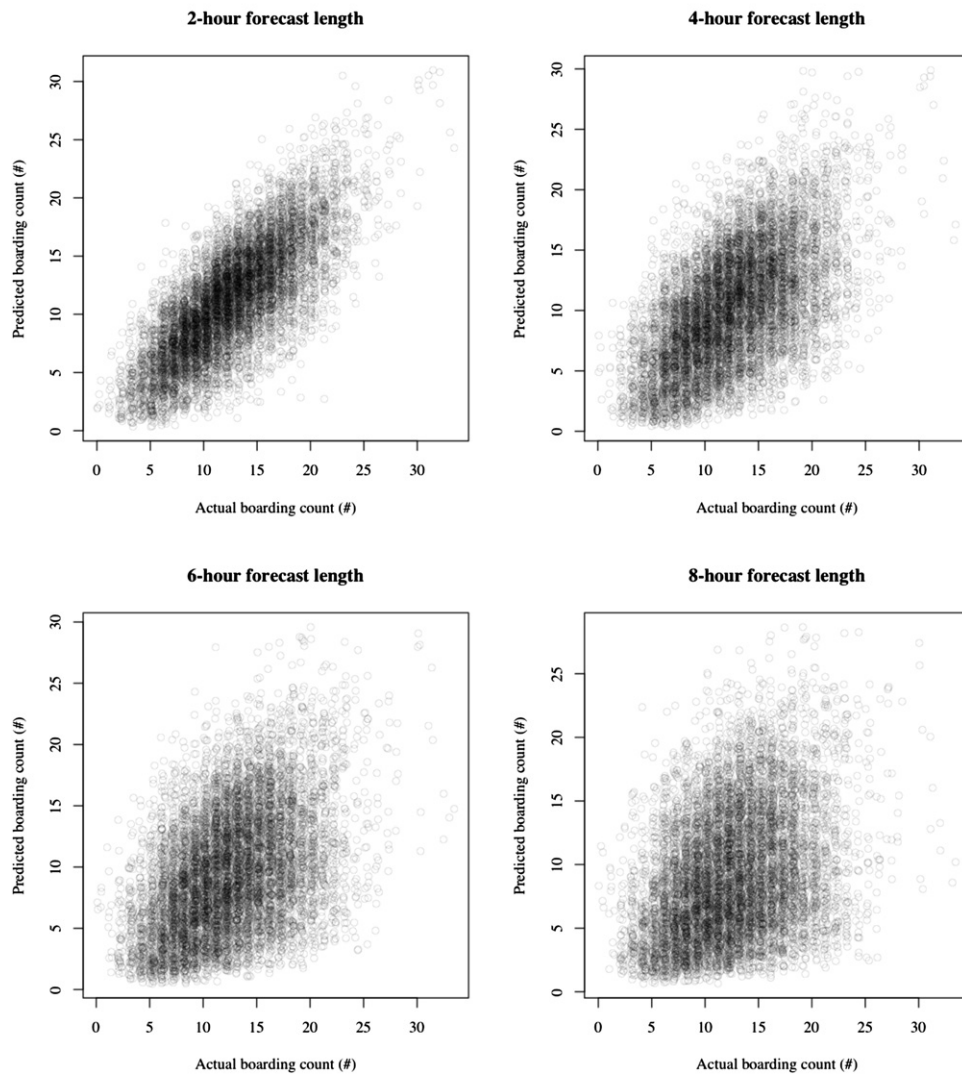 2-hour forecast length
30
25
20
15
10
5
0
Predicted boarding count (#)
0 5 10 15 20 25 30
Actual boarding count (#)
4-hour forecast length
30
25
20
15
10
5
0
Predicted boarding count (#)
0 5 10 15 20 25 30
Actual boarding count (#)
6-hour forecast length
30
25
20
15
10
5
0
Predicted boarding count (#)
0 5 10 15 20 25 30
Actual boarding count (#)
8-hour forecast length
25
20
15
10
5
0
Predicted boarding count (#)
0 5 10 15 20 25 30
Actual boarding count (#)